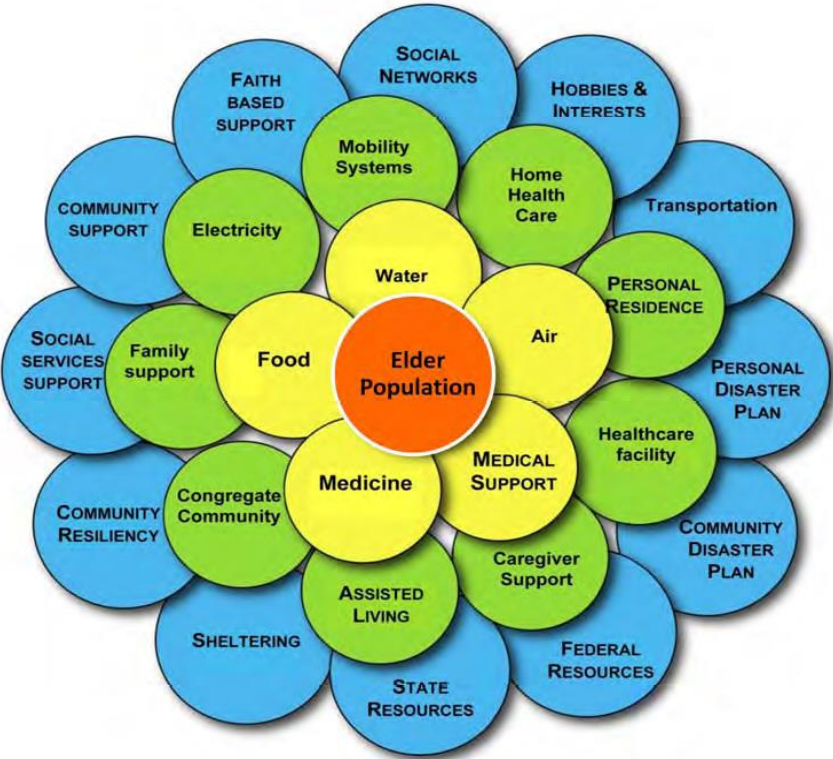 SOCIAL
NETWORKS
FAITH
BASED
SUPPORT
HOBBIES &
INTERESTS
Mobility
Systems
Home
Health
Care
COMMUNITY
SUPPORT
Electricity
Transportation
Water
PERSONAL
RESIDENCE
SOCIAL
SERVICES
SUPPORT
Family
support
Food
Elder
Population
Air
PERSONAL
DISASTER
PLAN
Healthcare
facility
Medicine
MEDICAL
SUPPORT
COMMUNITY
RESILIENCY
Congregate
Community
COMMUNITY
DISASTER
PLAN
Caregiver
Support
ASSISTED
LIVING
SHELTERING
FEDERAL
RESOURCES
STATE
RESOURCES